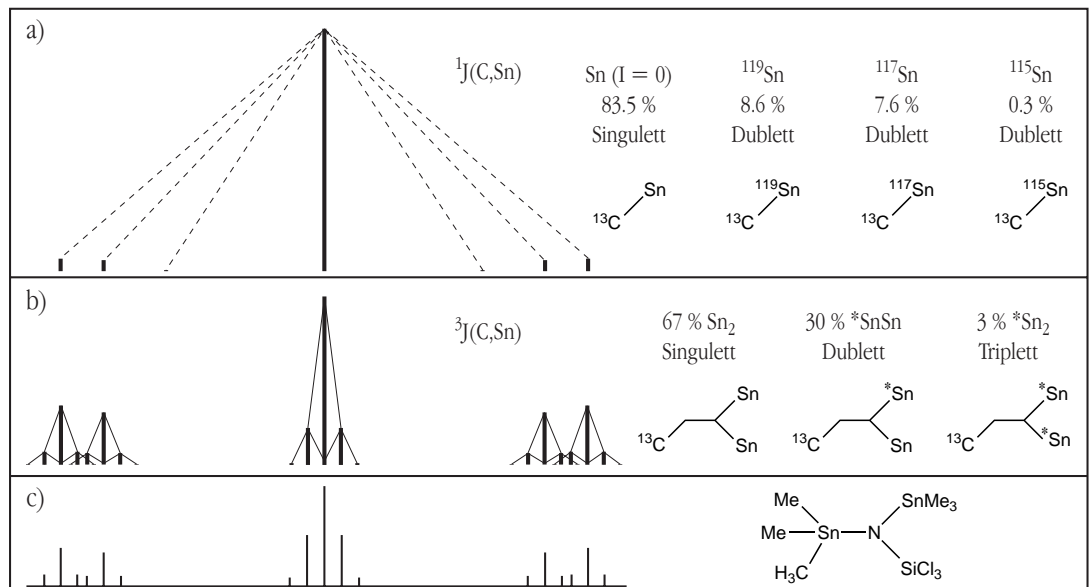 a)
¹J(C,Sn)
Sn (I = 0)
83.5 %
Singulett
¹¹⁹Sn
8.6 %
Dublett
¹¹⁷Sn
7.6 %
Dublett
¹¹⁵Sn
0.3 %
Dublett
Sn
¹³C
¹¹⁹Sn
¹³C
¹¹⁷Sn
¹³C
¹¹⁵Sn
¹³C
b)
³J(C,Sn)
67 % Sn₂
Singulett
30 % *SnSn
Dublett
3 % *Sn₂
Triplett
Sn
¹³C
Sn
*Sn
¹³C
Sn
*Sn
¹³C
*Sn
c)
Me
SnMe₃
Me
Sn
N
H₃C
SiCl₃